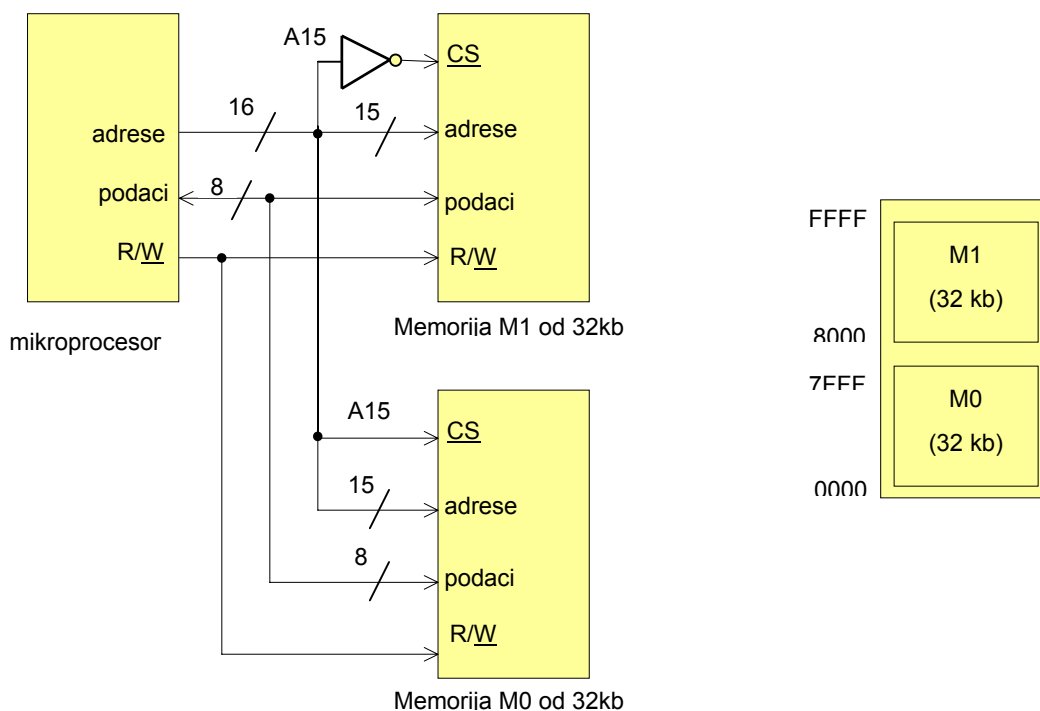 A15
CS
16
15
adrese
adrese
8
podaci
podaci
R/W
R/W
Memorija M1 od 32kb
mikroprocesor
A15
CS
15
adrese
8
podaci
R/W
Memorija M0 od 32kb
FFFF
M1
(32 kb)
8000
7FFF
M0
(32 kb)
0000